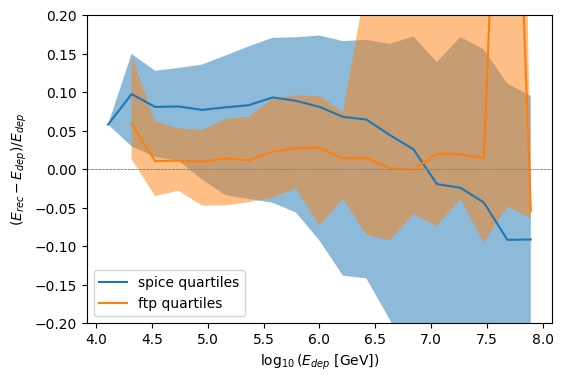 0.20
0.15
0.10
0.05
0.00
−0.05
−0.10
−0.15
−0.20
(E_rec − E_dep)/E_dep
spice quartiles
ftp quartiles
4.0 4.5 5.0 5.5 6.0 6.5 7.0 7.5 8.0
log₁₀ (E_dep [GeV])